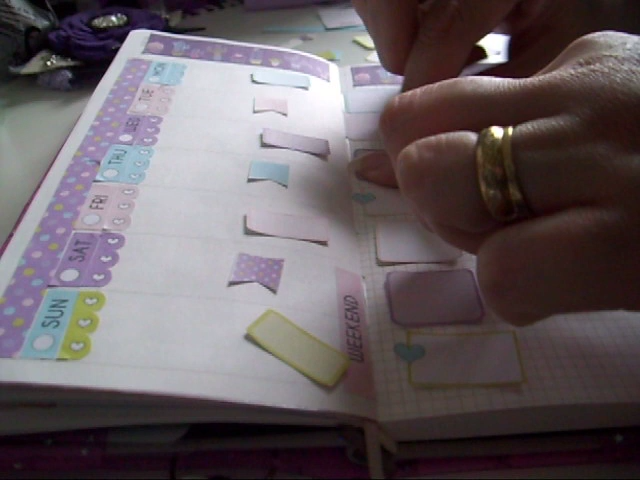 MON
TUE
WED
THU
FRI
SAT
SUN
WEEKEND